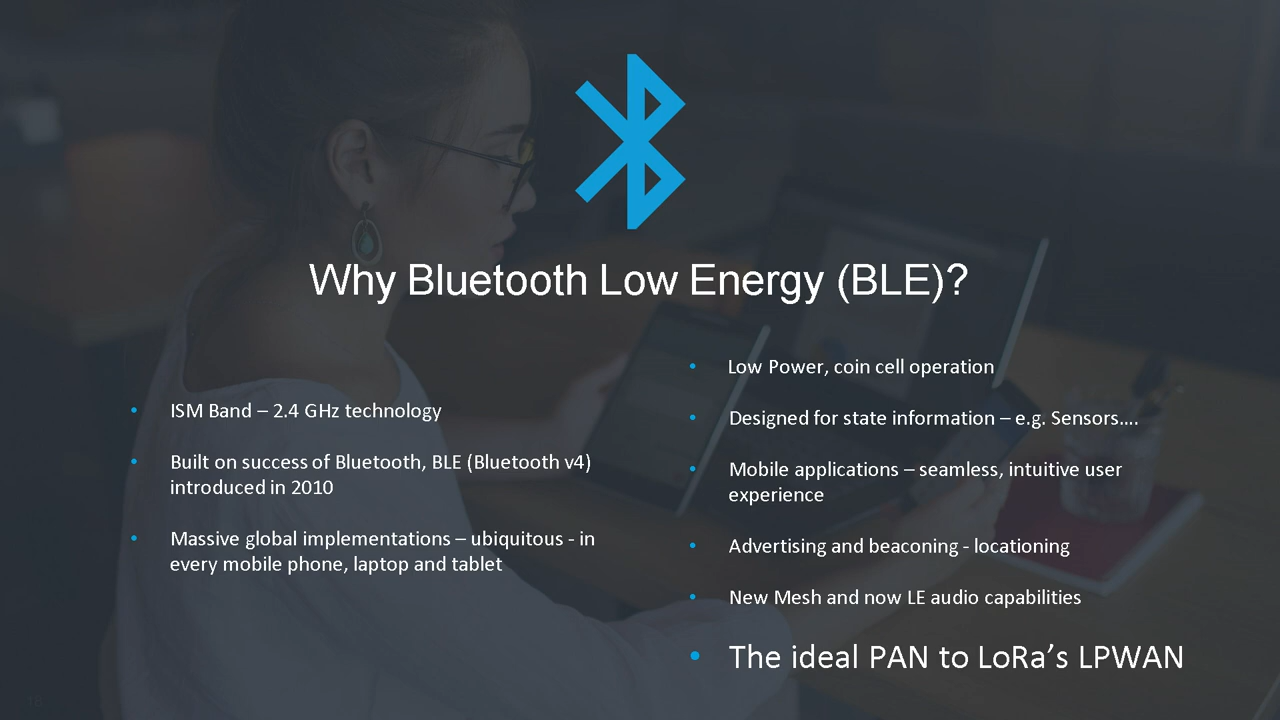 Why Bluetooth Low Energy (BLE)?
• ISM Band – 2.4 GHz technology
• Built on success of Bluetooth, BLE (Bluetooth v4)
introduced in 2010
• Massive global implementations – ubiquitous - in
every mobile phone, laptop and tablet
• Low Power, coin cell operation
• Designed for state information – e.g. Sensors....
• Mobile applications – seamless, intuitive user
experience
• Advertising and beaconing - locationing
• New Mesh and now LE audio capabilities
• The ideal PAN to LoRa’s LPWAN